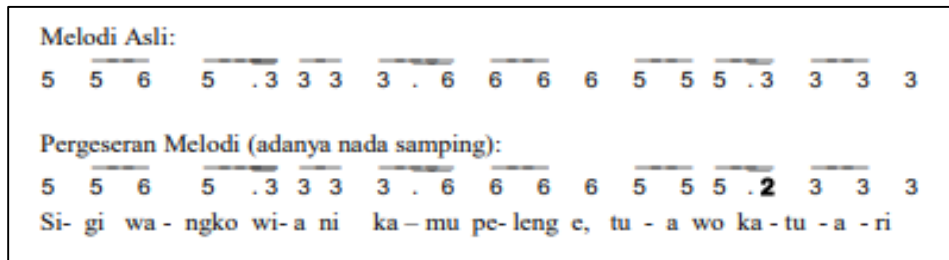 Melodi Asli:
5 5 6 5 .3 3 3 3 . 6 6 6 6 5 5 5 .3 3 3 3
Pergeseran Melodi (adanya nada samping):
5 5 6 5 .3 3 3 3 . 6 6 6 6 5 5 5 .2 3 3 3
Si- gi wa - ngko wi- a ni ka – mu pe- leng e, tu - a wo ka - tu - a - ri